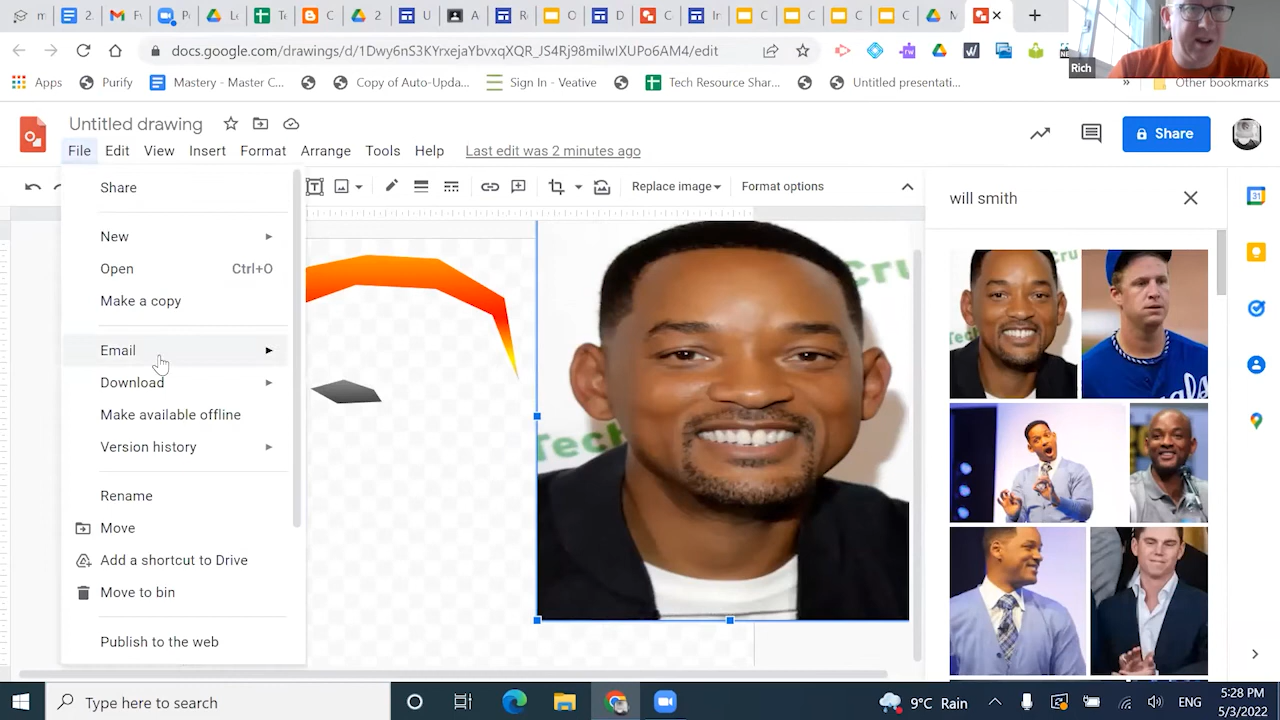 docs.google.com/drawings/d/1Dwy6nS3KYrxejaYbvxqXQR_JS4Rj98milwIXUPo6AM4/edit
Rich
Apps
Purify
Mastery - Master C...
Copy of Auto-Upda...
Sign In - Veative
Tech Resource Shar...
Untitled presentati...
»
Other bookmarks
Untitled drawing
File Edit View Insert Format Arrange Tools Help Last edit was 2 minutes ago
Share
Replace image
Format options
will smith
Share
New
Open Ctrl+O
Make a copy
Email
Download
Make available offline
Version history
Rename
Move
Add a shortcut to Drive
Move to bin
Publish to the web
Type here to search
9°C Rain
ENG
5:28 PM
5/3/2022